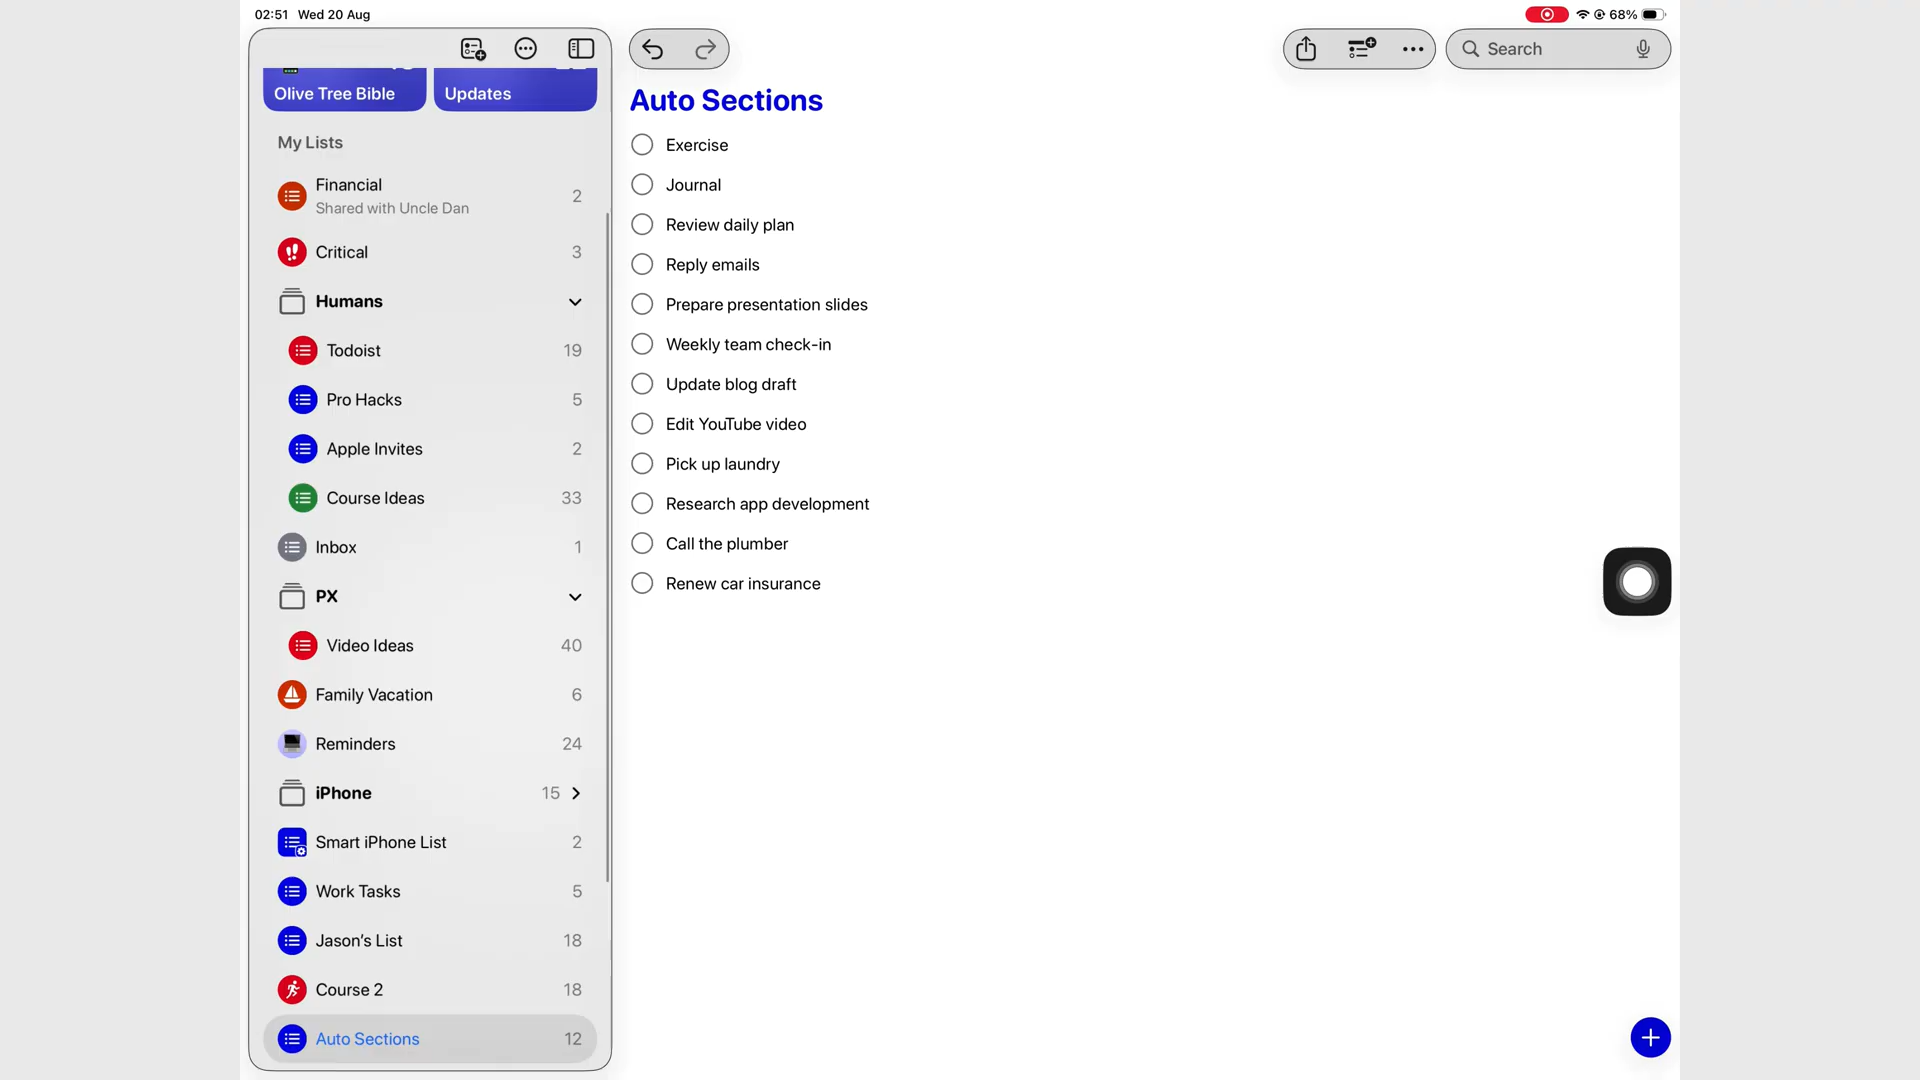 02:51 Wed 20 Aug
68%
Olive Tree Bible
Updates
My Lists
Financial
Shared with Uncle Dan
2
Critical 3
Humans
Todoist 19
Pro Hacks 5
Apple Invites 2
Course Ideas 33
Inbox 1
PX
Video Ideas 40
Family Vacation 6
Reminders 24
iPhone 15
Smart iPhone List 2
Work Tasks 5
Jason's List 18
Course 2 18
Auto Sections 12
Search
Auto Sections
Exercise
Journal
Review daily plan
Reply emails
Prepare presentation slides
Weekly team check-in
Update blog draft
Edit YouTube video
Pick up laundry
Research app development
Call the plumber
Renew car insurance